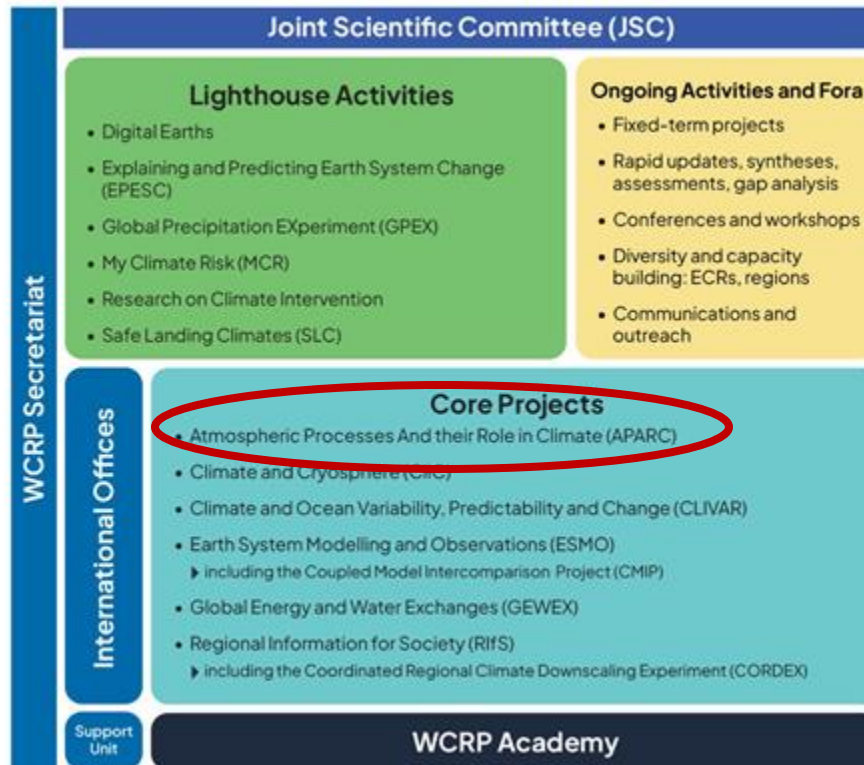 Joint Scientific Committee (JSC)
WCRP Secretariat
Lighthouse Activities
• Digital Earths
• Explaining and Predicting Earth System Change
(EPESC)
• Global Precipitation EXperiment (GPEX)
• My Climate Risk (MCR)
• Research on Climate Intervention
• Safe Landing Climates (SLC)
Ongoing Activities and Fora
• Fixed-term projects
• Rapid updates, syntheses,
assessments, gap analysis
• Conferences and workshops
• Diversity and capacity
building: ECRs, regions
• Communications and
outreach
International Offices
Core Projects
• Atmospheric Processes And their Role in Climate (APARC)
• Climate and Cryosphere (CliC)
• Climate and Ocean Variability, Predictability and Change (CLIVAR)
• Earth System Modelling and Observations (ESMO)
including the Coupled Model Intercomparison Project (CMIP)
• Global Energy and Water Exchanges (GEWEX)
• Regional Information for Society (RIfS)
including the Coordinated Regional Climate Downscaling Experiment (CORDEX)
Support
Unit
WCRP Academy